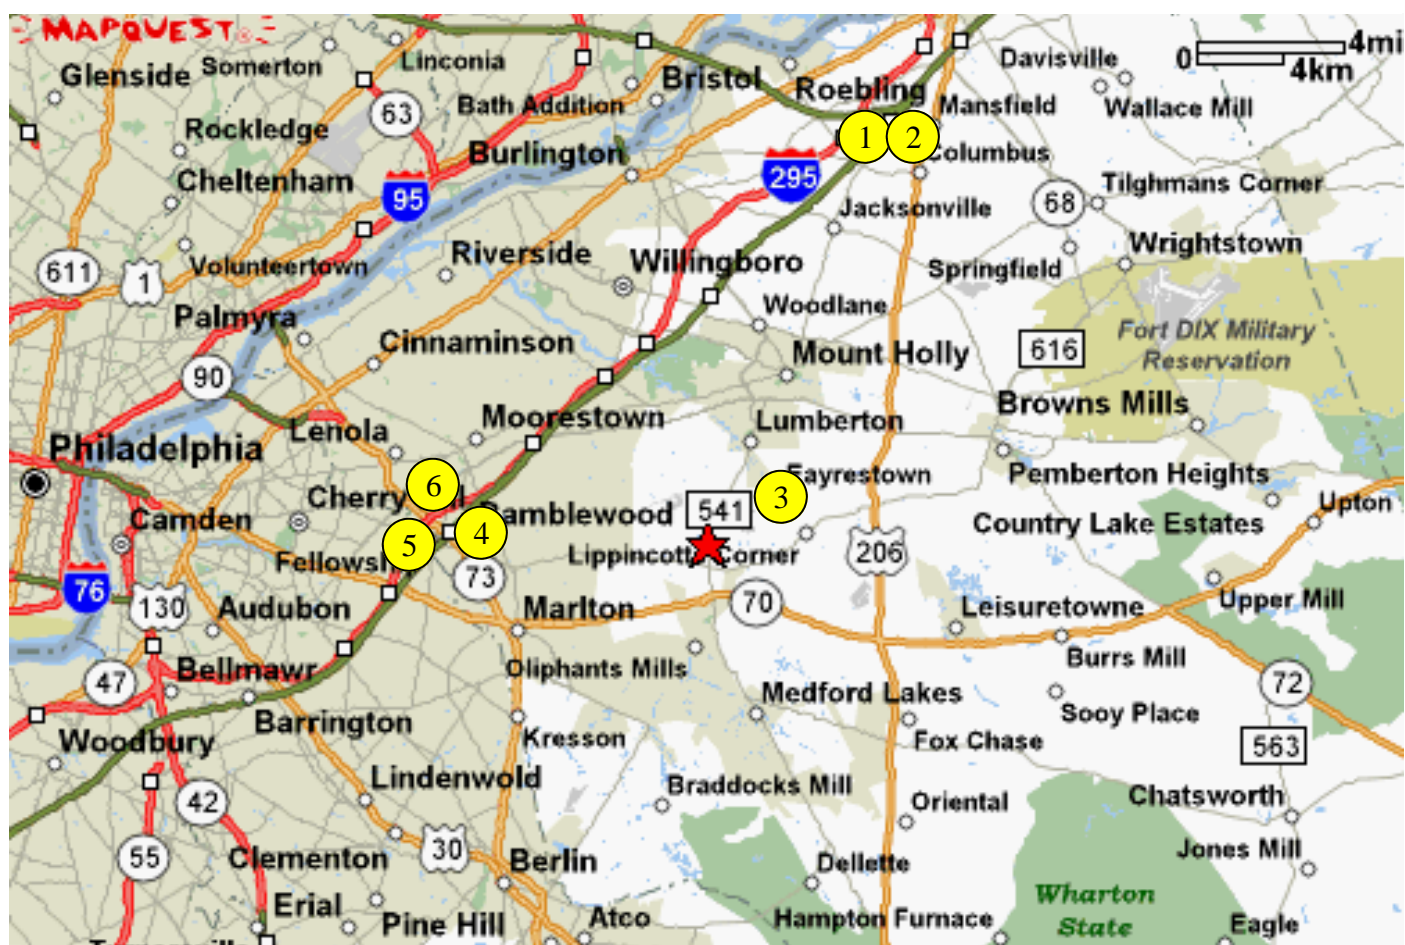 MAPQUEST
Glenside
Somerton
Linconia
Bristol
Roebling
Davisville
0
4mi
4km
Rockledge
63
Bath Addition
Mansfield
Wallace Mill
1
2
Columbus
Burlington
Cheltenham
95
295
68
Tilghmans Corner
Jacksonville
611
1
Volunteertown
Riverside
Willingboro
Springfield
Wrightstown
Palmyra
Woodlane
Cinnaminson
Mount Holly
616
Fort DIX Military
Reservation
90
Philadelphia
Lenola
Moorestown
Lumberton
Browns Mills
Cherry
6
541
3
Fayrestown
Pemberton Heights
Upton
Camden
5
4
Ramblewood
Country Lake Estates
Lippincotts Corner
206
76
130
Audubon
73
Marlton
70
Leisuretowne
Upper Mill
47
Bellmawr
Oliphants Mills
Burrs Mill
72
Barrington
Medford Lakes
Sooy Place
Woodbury
Kresson
Fox Chase
563
42
Lindenwold
Braddocks Mill
Oriental
Chatsworth
55
Clementon
30
Berlin
Dellette
Jones Mill
Erial
Pine Hill
Atco
Hampton Furnace
Wharton
State
Eagle